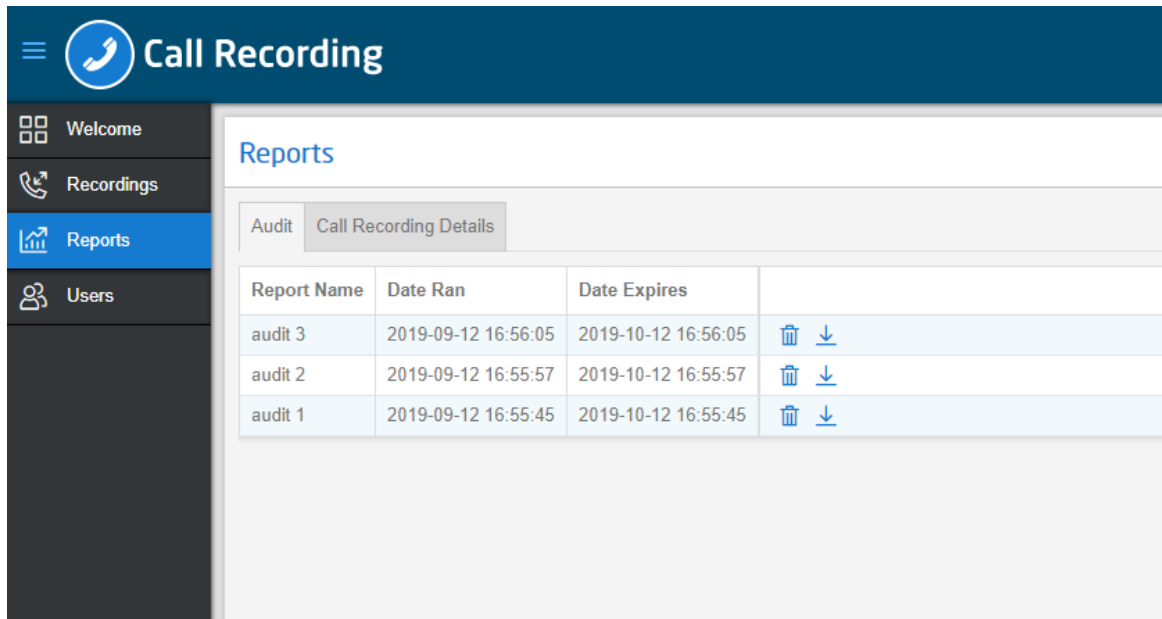 Call Recording
Welcome
Recordings
Reports
Users
Reports
Audit Call Recording Details
Report Name Date Ran Date Expires
audit 3 2019-09-12 16:56:05 2019-10-12 16:56:05
audit 2 2019-09-12 16:55:57 2019-10-12 16:55:57
audit 1 2019-09-12 16:55:45 2019-10-12 16:55:45